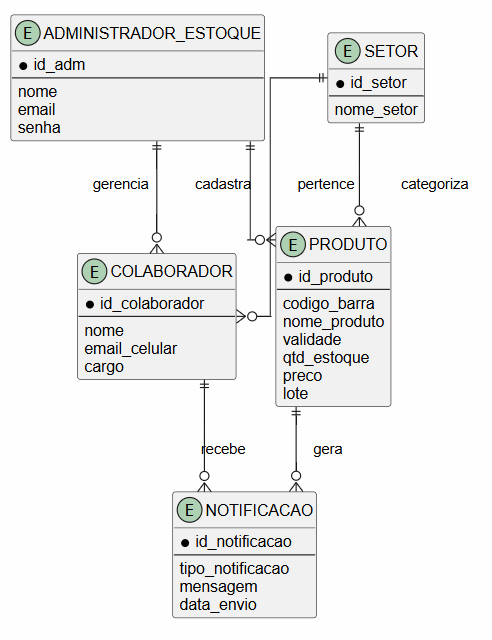 E ADMINISTRADOR_ESTOQUE
id_adm
nome
email
senha
E SETOR
id_setor
nome_setor
gerencia
cadastra
pertence
categoriza
E COLABORADOR
id_colaborador
nome
email_celular
cargo
E PRODUTO
id_produto
codigo_barra
nome_produto
validade
qtd_estoque
preco
lote
recebe
gera
E NOTIFICACAO
id_notificacao
tipo_notificacao
mensagem
data_envio